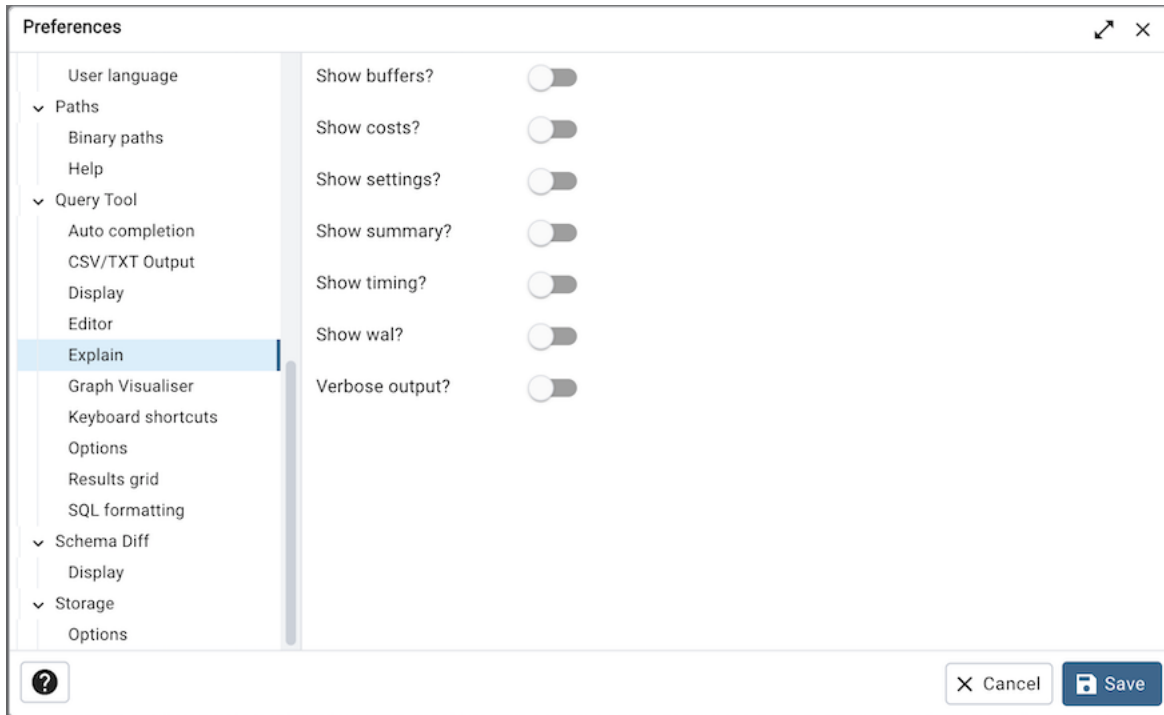 Preferences
User language
Paths
Binary paths
Help
Query Tool
Auto completion
CSV/TXT Output
Display
Editor
Explain
Graph Visualiser
Keyboard shortcuts
Options
Results grid
SQL formatting
Schema Diff
Display
Storage
Options
Show buffers?
Show costs?
Show settings?
Show summary?
Show timing?
Show wal?
Verbose output?
?
Cancel
Save